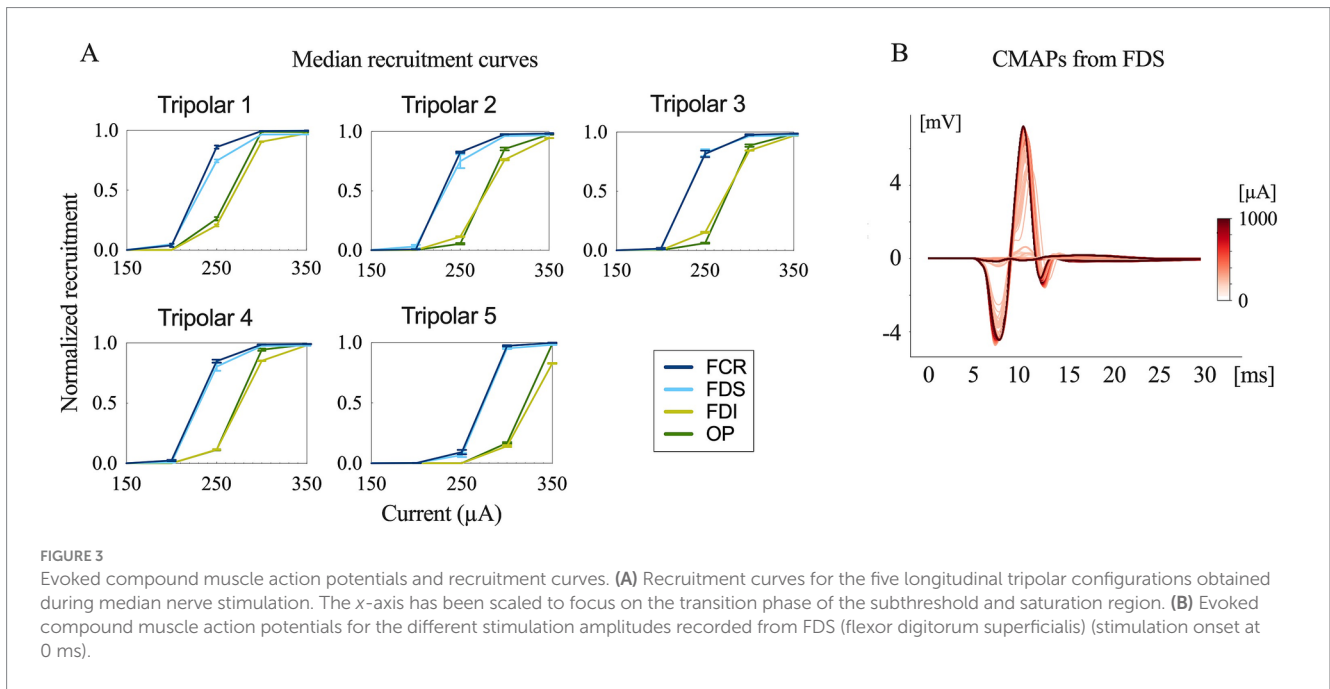 A
Median recruitment curves
Tripolar 1
Tripolar 2
Tripolar 3
1.0
0.5
0.0
150
250
350
1.0
0.5
0.0
150
250
350
1.0
0.5
0.0
150
250
350
Tripolar 4
Tripolar 5
1.0
0.5
0.0
150
250
350
1.0
0.5
0.0
150
250
350
Normalized recruitment
Current (µA)
FCR
FDS
FDI
OP
B
CMAPs from FDS
[mV]
4
0
-4
0 5 10 15 20 25 30 [ms]
[µA]
1000
0
FIGURE 3
Evoked compound muscle action potentials and recruitment curves. (A) Recruitment curves for the five longitudinal tripolar configurations obtained
during median nerve stimulation. The x-axis has been scaled to focus on the transition phase of the subthreshold and saturation region. (B) Evoked
compound muscle action potentials for the different stimulation amplitudes recorded from FDS (flexor digitorum superficialis) (stimulation onset at
0 ms).